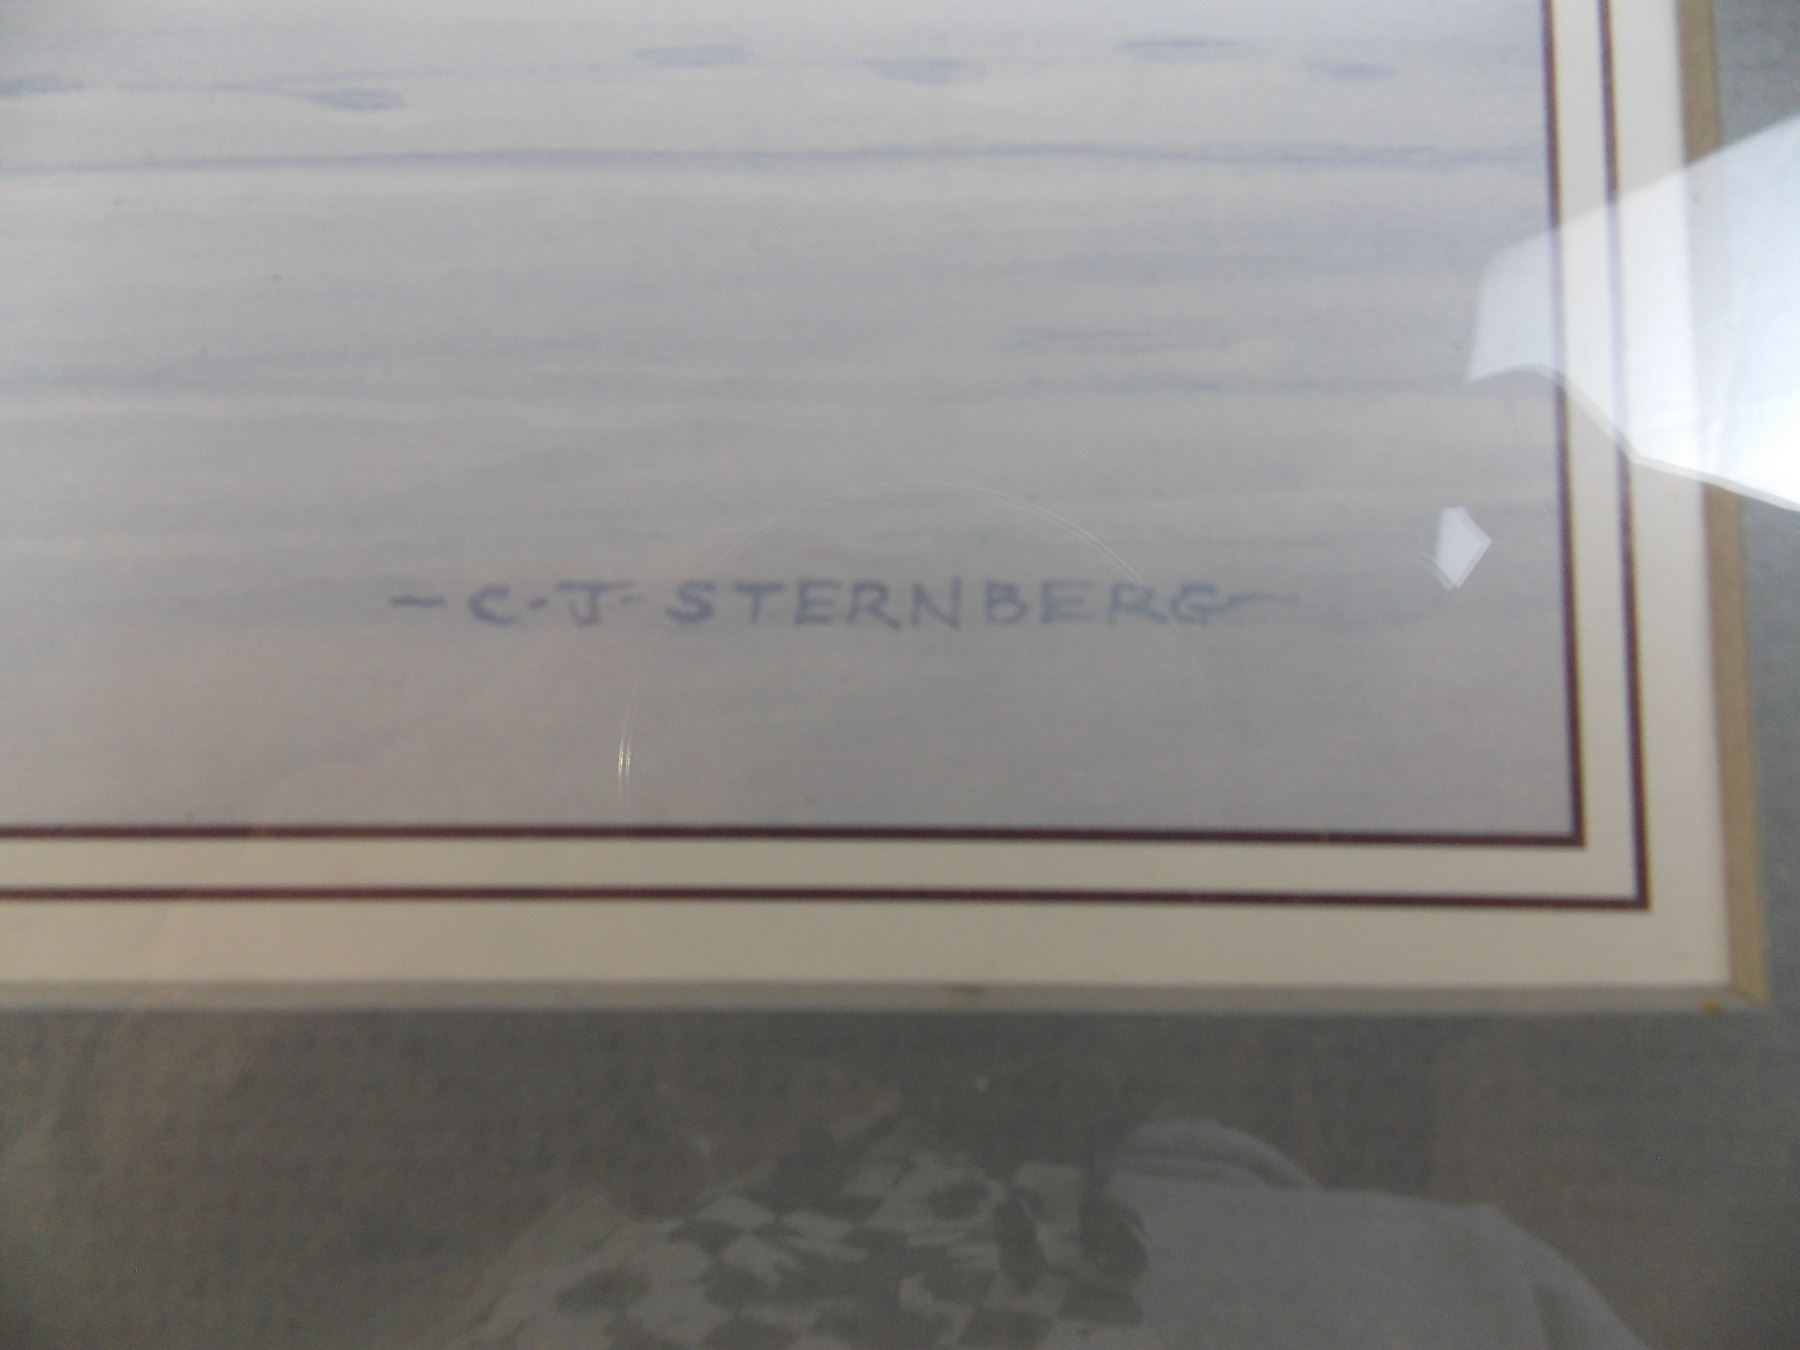 - C - J - STERNBERG -